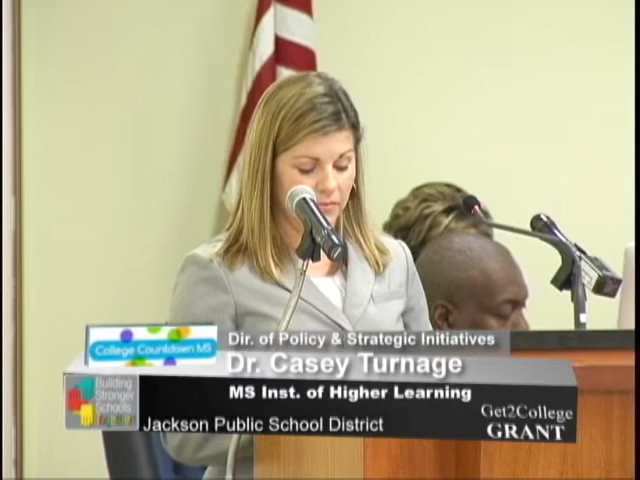 Dir. of Policy & Strategic Initiatives
College Countdown MS
Dr. Casey Turnage
MS Inst. of Higher Learning
Building
Stronger
Schools
Jackson Public School District
Get2College
GRANT